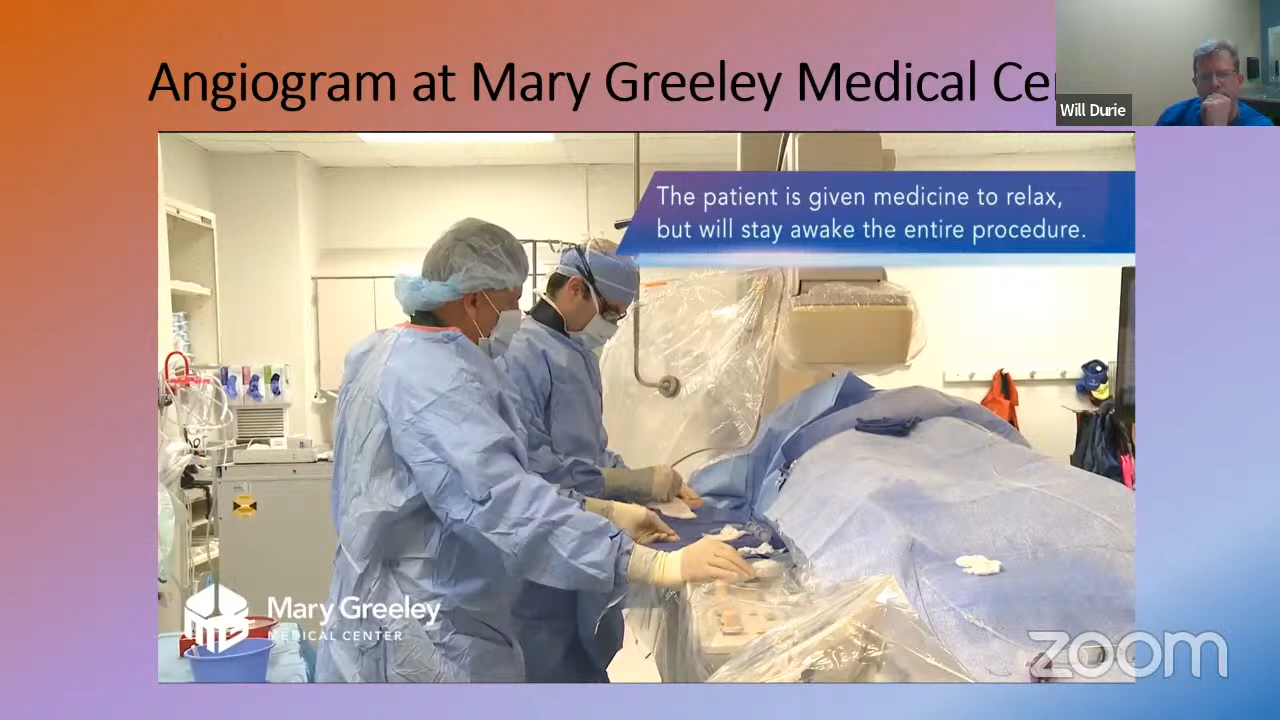 Angiogram at Mary Greeley Medical Ce
Will Durie
The patient is given medicine to relax,
but will stay awake the entire procedure.
Mary Greeley
MEDICAL CENTER
zoom